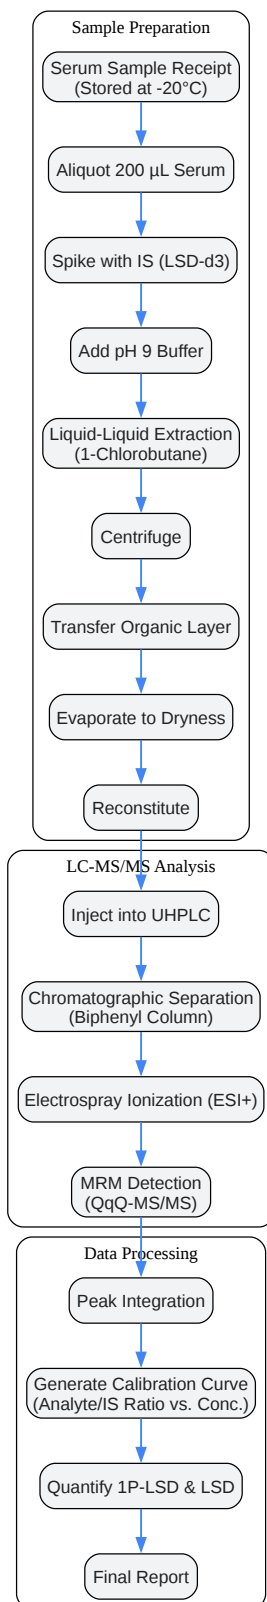 Sample Preparation
Serum Sample Receipt
(Stored at -20°C)
Aliquot 200 µL Serum
Spike with IS (LSD-d3)
Add pH 9 Buffer
Liquid-Liquid Extraction
(1-Chlorobutane)
Centrifuge
Transfer Organic Layer
Evaporate to Dryness
Reconstitute
LC-MS/MS Analysis
Inject into UHPLC
Chromatographic Separation
(Biphenyl Column)
Electrospray Ionization (ESI+)
MRM Detection
(QqQ-MS/MS)
Data Processing
Peak Integration
Generate Calibration Curve
(Analyte/IS Ratio vs. Conc.)
Quantify 1P-LSD & LSD
Final Report